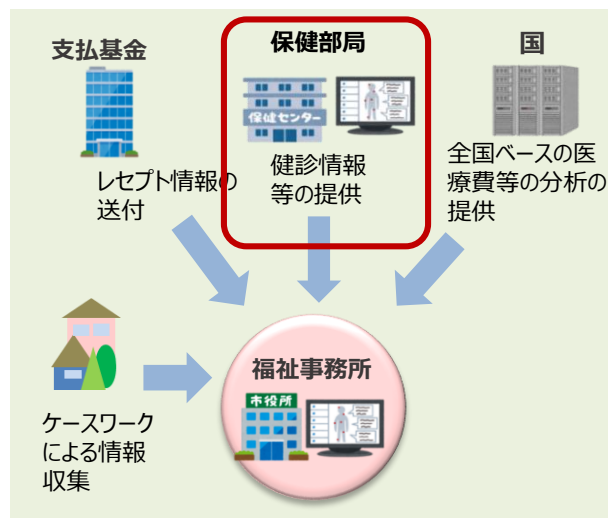 支払基金
保健部局
国
保健センター
レセプト情報の
送付
健診情報
等の提供
全国ベースの医
療費等の分析の
提供
福祉事務所
市役所
ケースワーク
による情報
収集